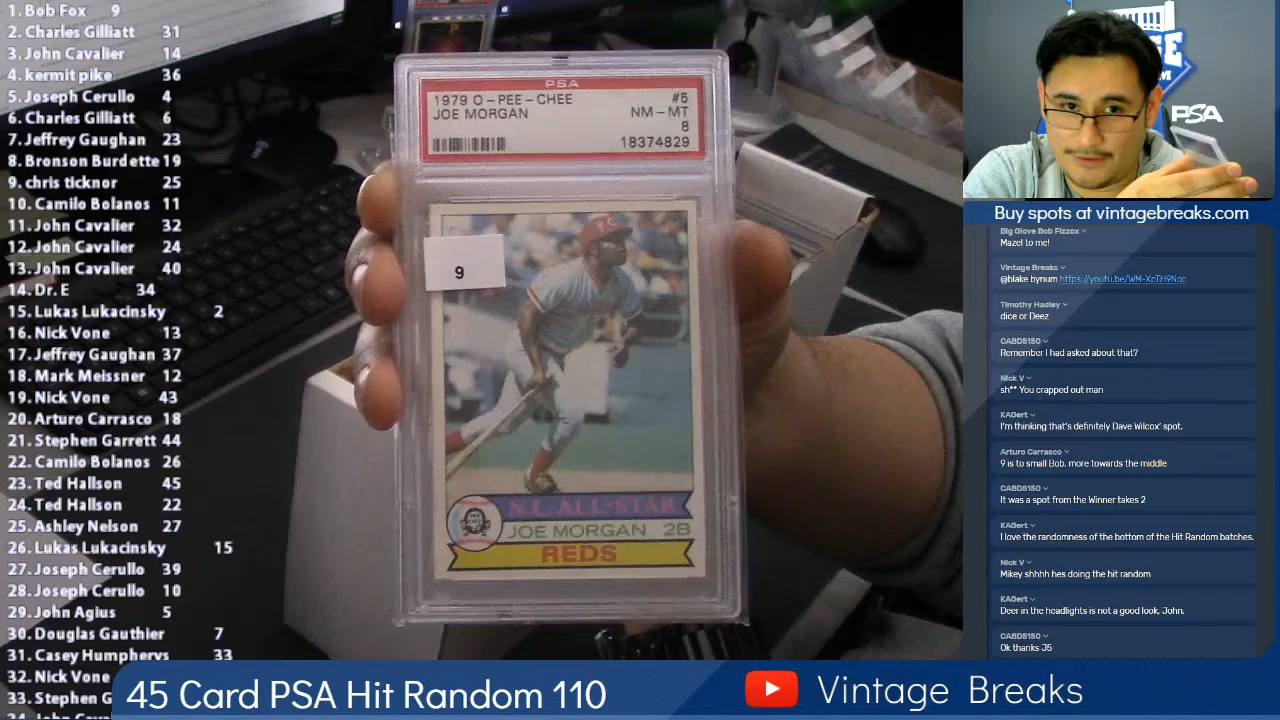 1. Bob Fox 9
2. Charles Gilliatt 31
3. John Cavalier 14
4. kermit pike 36
5. Joseph Cerullo 4
6. Charles Gilliatt 6
7. Jeffrey Gaughan 23
8. Bronson Burdette 19
9. chris ticknor 25
10. Camilo Bolanos 11
11. John Cavalier 32
12. John Cavalier 24
13. John Cavalier 40
14. Dr. E 34
15. Lukas Lukacinsky 2
16. Nick Vone 13
17. Jeffrey Gaughan 37
18. Mark Meissner 12
19. Nick Vone 43
20. Arturo Carrasco 18
21. Stephen Garrett 44
22. Camilo Bolanos 26
23. Ted Hallson 45
24. Ted Hallson 22
25. Ashley Nelson 27
26. Lukas Lukacinsky 15
27. Joseph Cerullo 39
28. Joseph Cerullo 10
29. John Agius 5
30. Douglas Gauthier 7
31. Casey Humphervs 33
32. Nick Vone
33. Stephen G
PSA
1979 O-PEE-CHEE #5
JOE MORGAN NM-MT
8
18374829
9
N.L. ALL-STAR
JOE MORGAN 2B
REDS
PSA
Buy spots at vintagebreaks.com
Big Glove Bob Fizzox
Mazel to me!
Vintage Breaks
@blake bynum https://youtu.be/WM-XpTH9Nqc
Timothy Hadley
dice or Deez
CABDS150
Remember I had asked about that?
Nick V
sh** You crapped out man
KAGert
I'm thinking that's definitely Dave Wilcox' spot.
Arturo Carrasco
9 is to small Bob. more towards the middle
CABDS150
It was a spot from the Winner takes 2
KAGert
I love the randomness of the bottom of the Hit Random batches.
Nick V
Mikey shhhh hes doing the hit random
KAGert
Deer in the headlights is not a good look, John.
CABDS150
Ok thanks J5
45 Card PSA Hit Random 110
Vintage Breaks